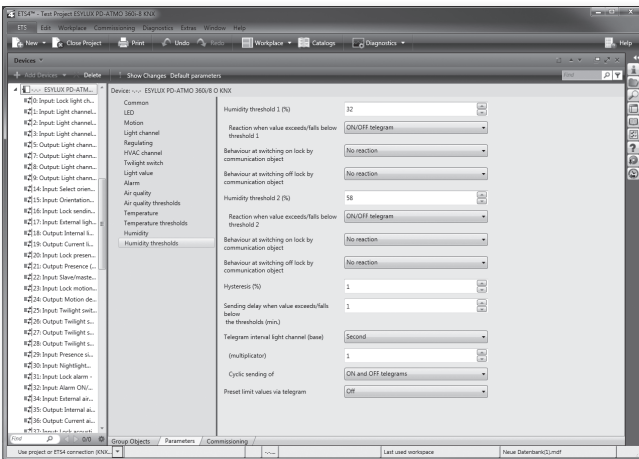 ETS4™ - Test Project ESYLUX PD-ATMO 360i-8 KNX
ETS Edit Workplace Commissioning Diagnostics Extras Window Help
New Close Project Print Undo Redo Workplace Catalogs Diagnostics Help
Devices
Add Devices Delete Show Changes Default parameters Find
-.-.- ESYLUX PD-ATM...
0: Input: Lock light ch...
1: Input: Light channel...
2: Input: Light channel...
3: Input: Light channel...
5: Output: Light chann...
7: Output: Light chann...
8: Output: Light chann...
9: Output: Light chann...
14: Input: Select orien...
15: Input: Orientation...
16: Input: Lock sendin...
17: Input: External ligh...
18: Output: Internal li...
19: Output: Current li...
20: Input: Lock presen...
21: Output: Presence (...
22: Input: Slave/maste...
23: Input: Lock motion...
24: Output: Motion de...
25: Input: Twilight swit...
26: Output: Twilight s...
27: Output: Twilight s...
28: Output: Twilight s...
29: Input: Presence si...
30: Input: Nightlight...
31: Input: Lock alarm -
32: Input: Alarm ON/...
34: Input: External air...
35: Output: Internal ai...
36: Output: Current ai...
37: Input: Lock acousti...
Find 0/0
Device: -.-.- ESYLUX PD-ATMO 360i/8 O KNX
Common
LED
Motion
Light channel
Regulating
HVAC channel
Twilight switch
Light value
Alarm
Air quality
Air quality thresholds
Temperature
Temperature thresholds
Humidity
Humidity thresholds
Humidity threshold 1 (%) 32
Reaction when value exceeds/falls below threshold 1 ON/OFF telegram
Behaviour at switching on lock by communication object No reaction
Behaviour at switching off lock by communication object No reaction
Humidity threshold 2 (%) 58
Reaction when value exceeds/falls below threshold 2 ON/OFF telegram
Behaviour at switching on lock by communication object No reaction
Behaviour at switching off lock by communication object No reaction
Hysteresis (%) 1
Sending delay when value exceeds/falls below the thresholds (min.) 1
Telegram interval light channel (base) Second
(multiplicator) 1
Cyclic sending of ON and OFF telegrams
Preset limit values via telegram Off
Group Objects Parameters Commissioning
Use project or ETS4 connection (KNX... -.-.-- Last used workspace Neue Datenbank(1).mdf